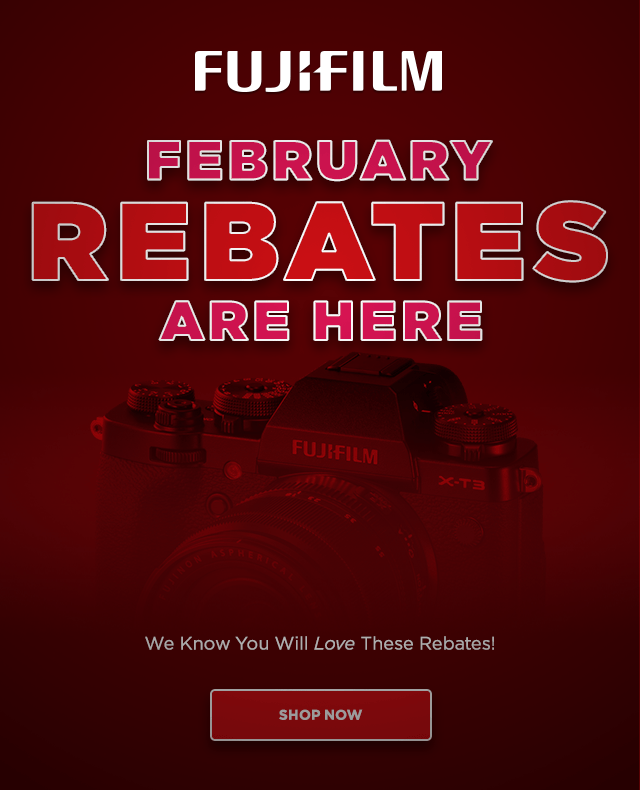 FUJIFILM
FEBRUARY
REBATES
ARE HERE
FUJIFILM
X-T3
We Know You Will Love These Rebates!
SHOP NOW